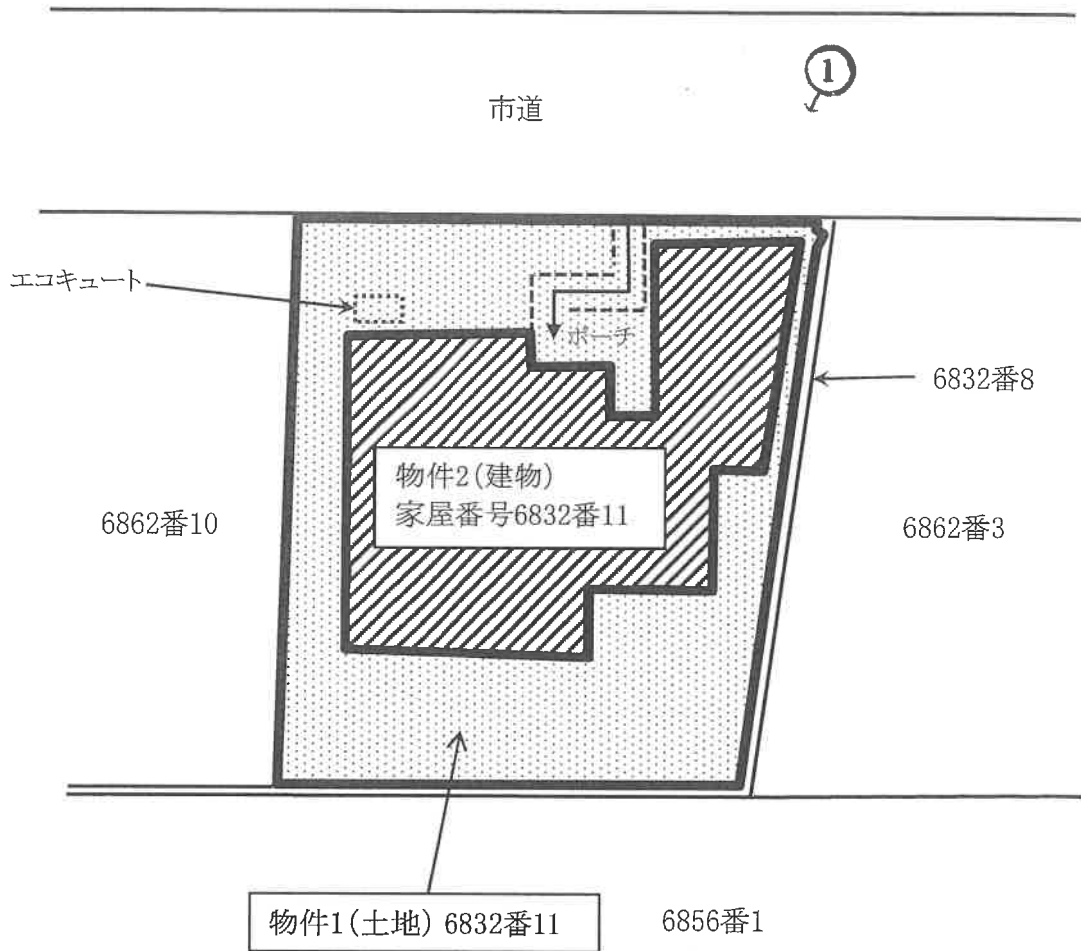 ①
市道
エコキュート
ポーチ
6832番8
物件2(建物)
家屋番号6832番11
6862番10
6862番3
物件1(土地) 6832番11
6856番1